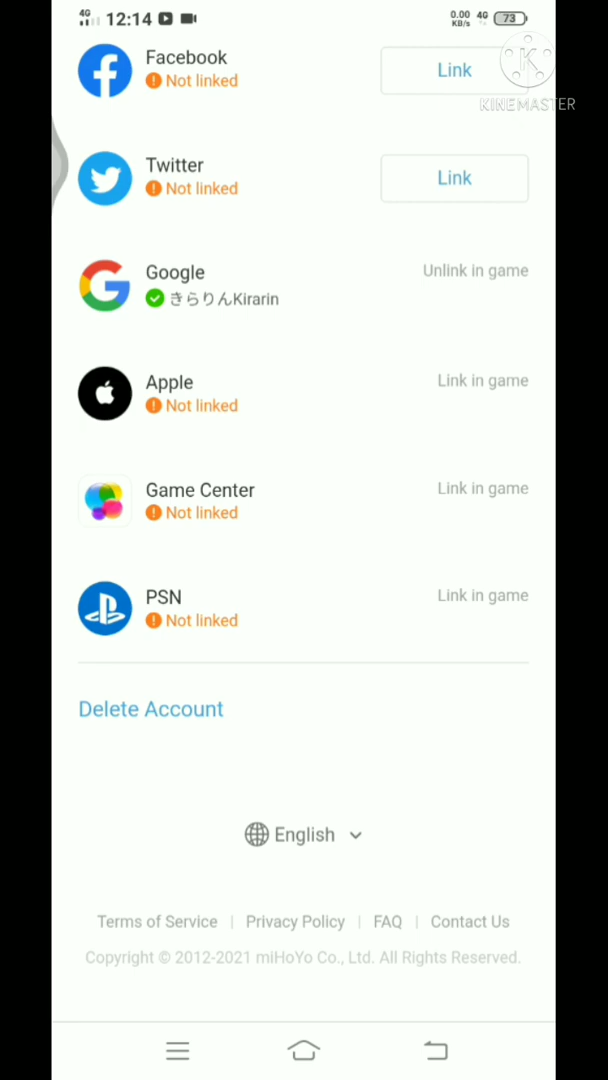 4G 12:14 0.00 KB/s 4G 73
Facebook
Not linked
Link
KINEMASTER
Twitter
Not linked
Link
Google
きらりんKirarin
Unlink in game
Apple
Not linked
Link in game
Game Center
Not linked
Link in game
PSN
Not linked
Link in game
Delete Account
English
Terms of Service | Privacy Policy | FAQ | Contact Us
Copyright © 2012-2021 miHoYo Co., Ltd. All Rights Reserved.